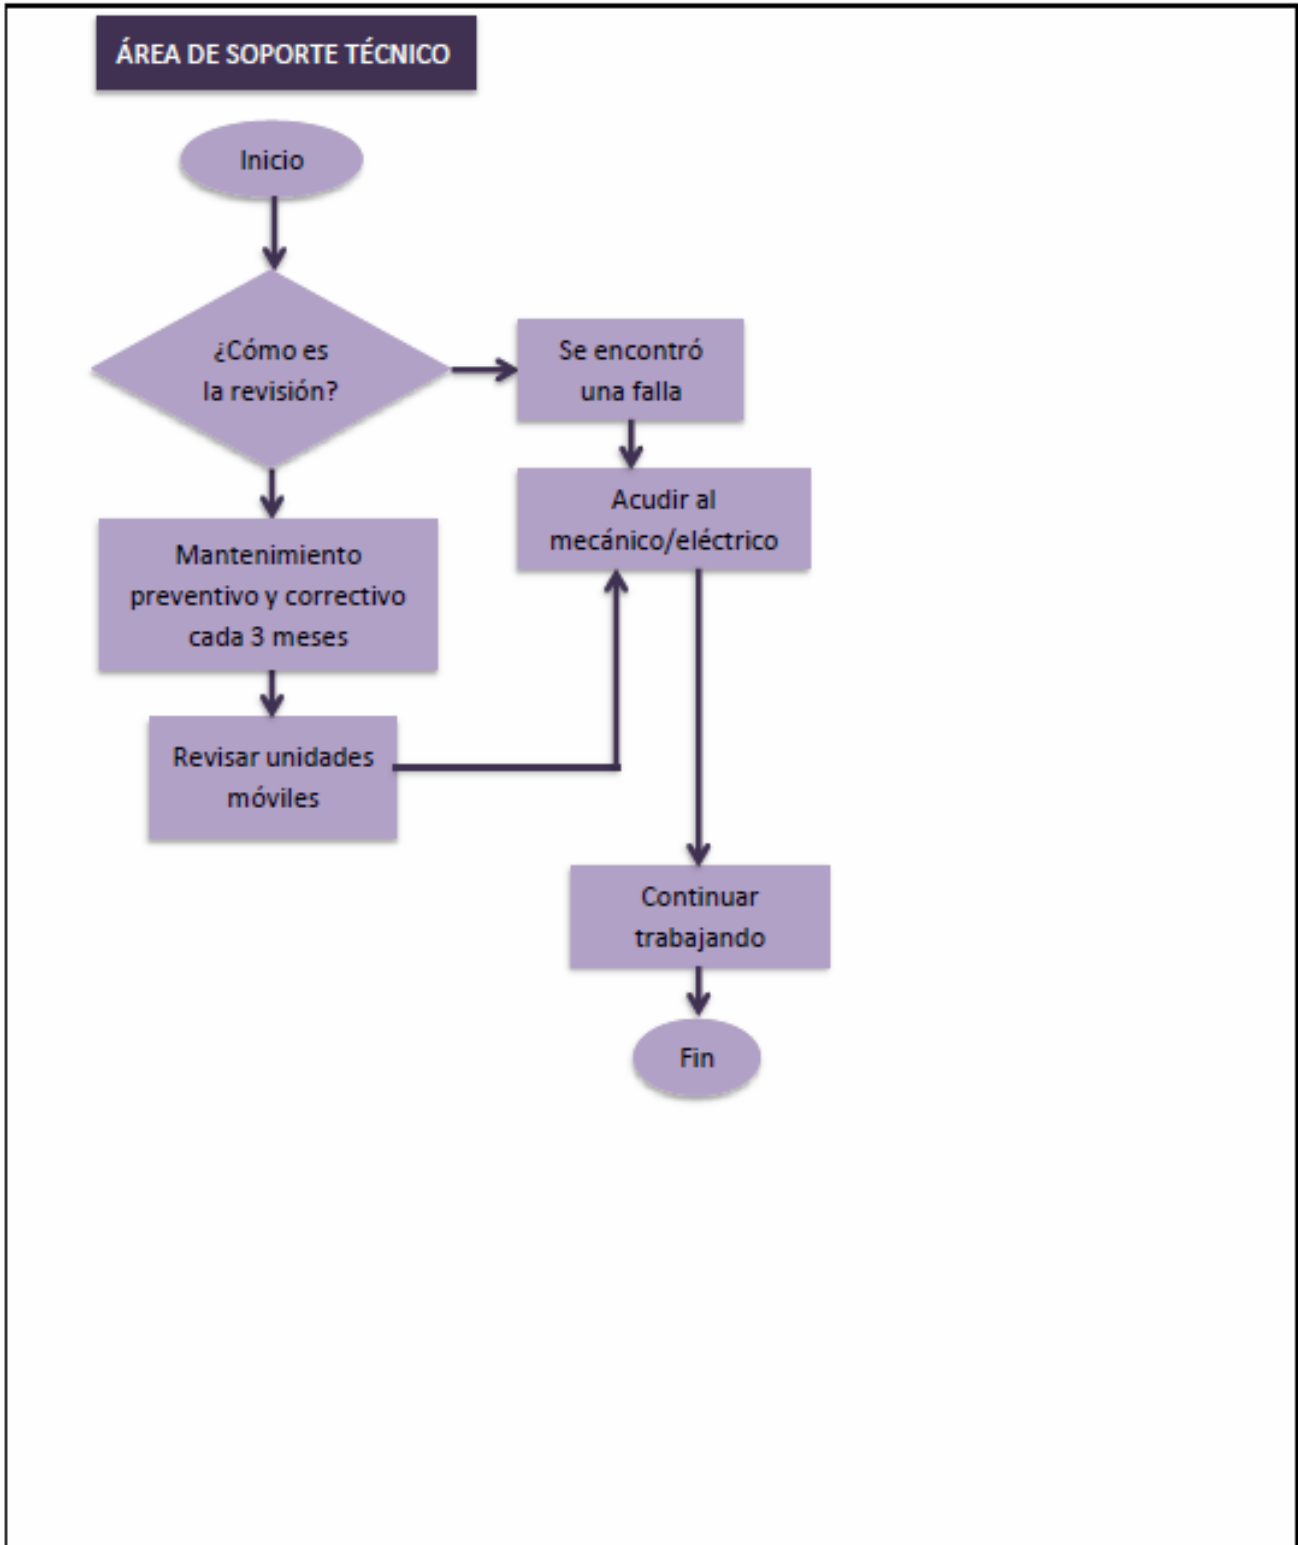 ÁREA DE SOPORTE TÉCNICO
Inicio
¿Cómo es
la revisión?
Se encontró
una falla
Acudir al
mecánico/eléctrico
Mantenimiento
preventivo y correctivo
cada 3 meses
Revisar unidades
móviles
Continuar
trabajando
Fin